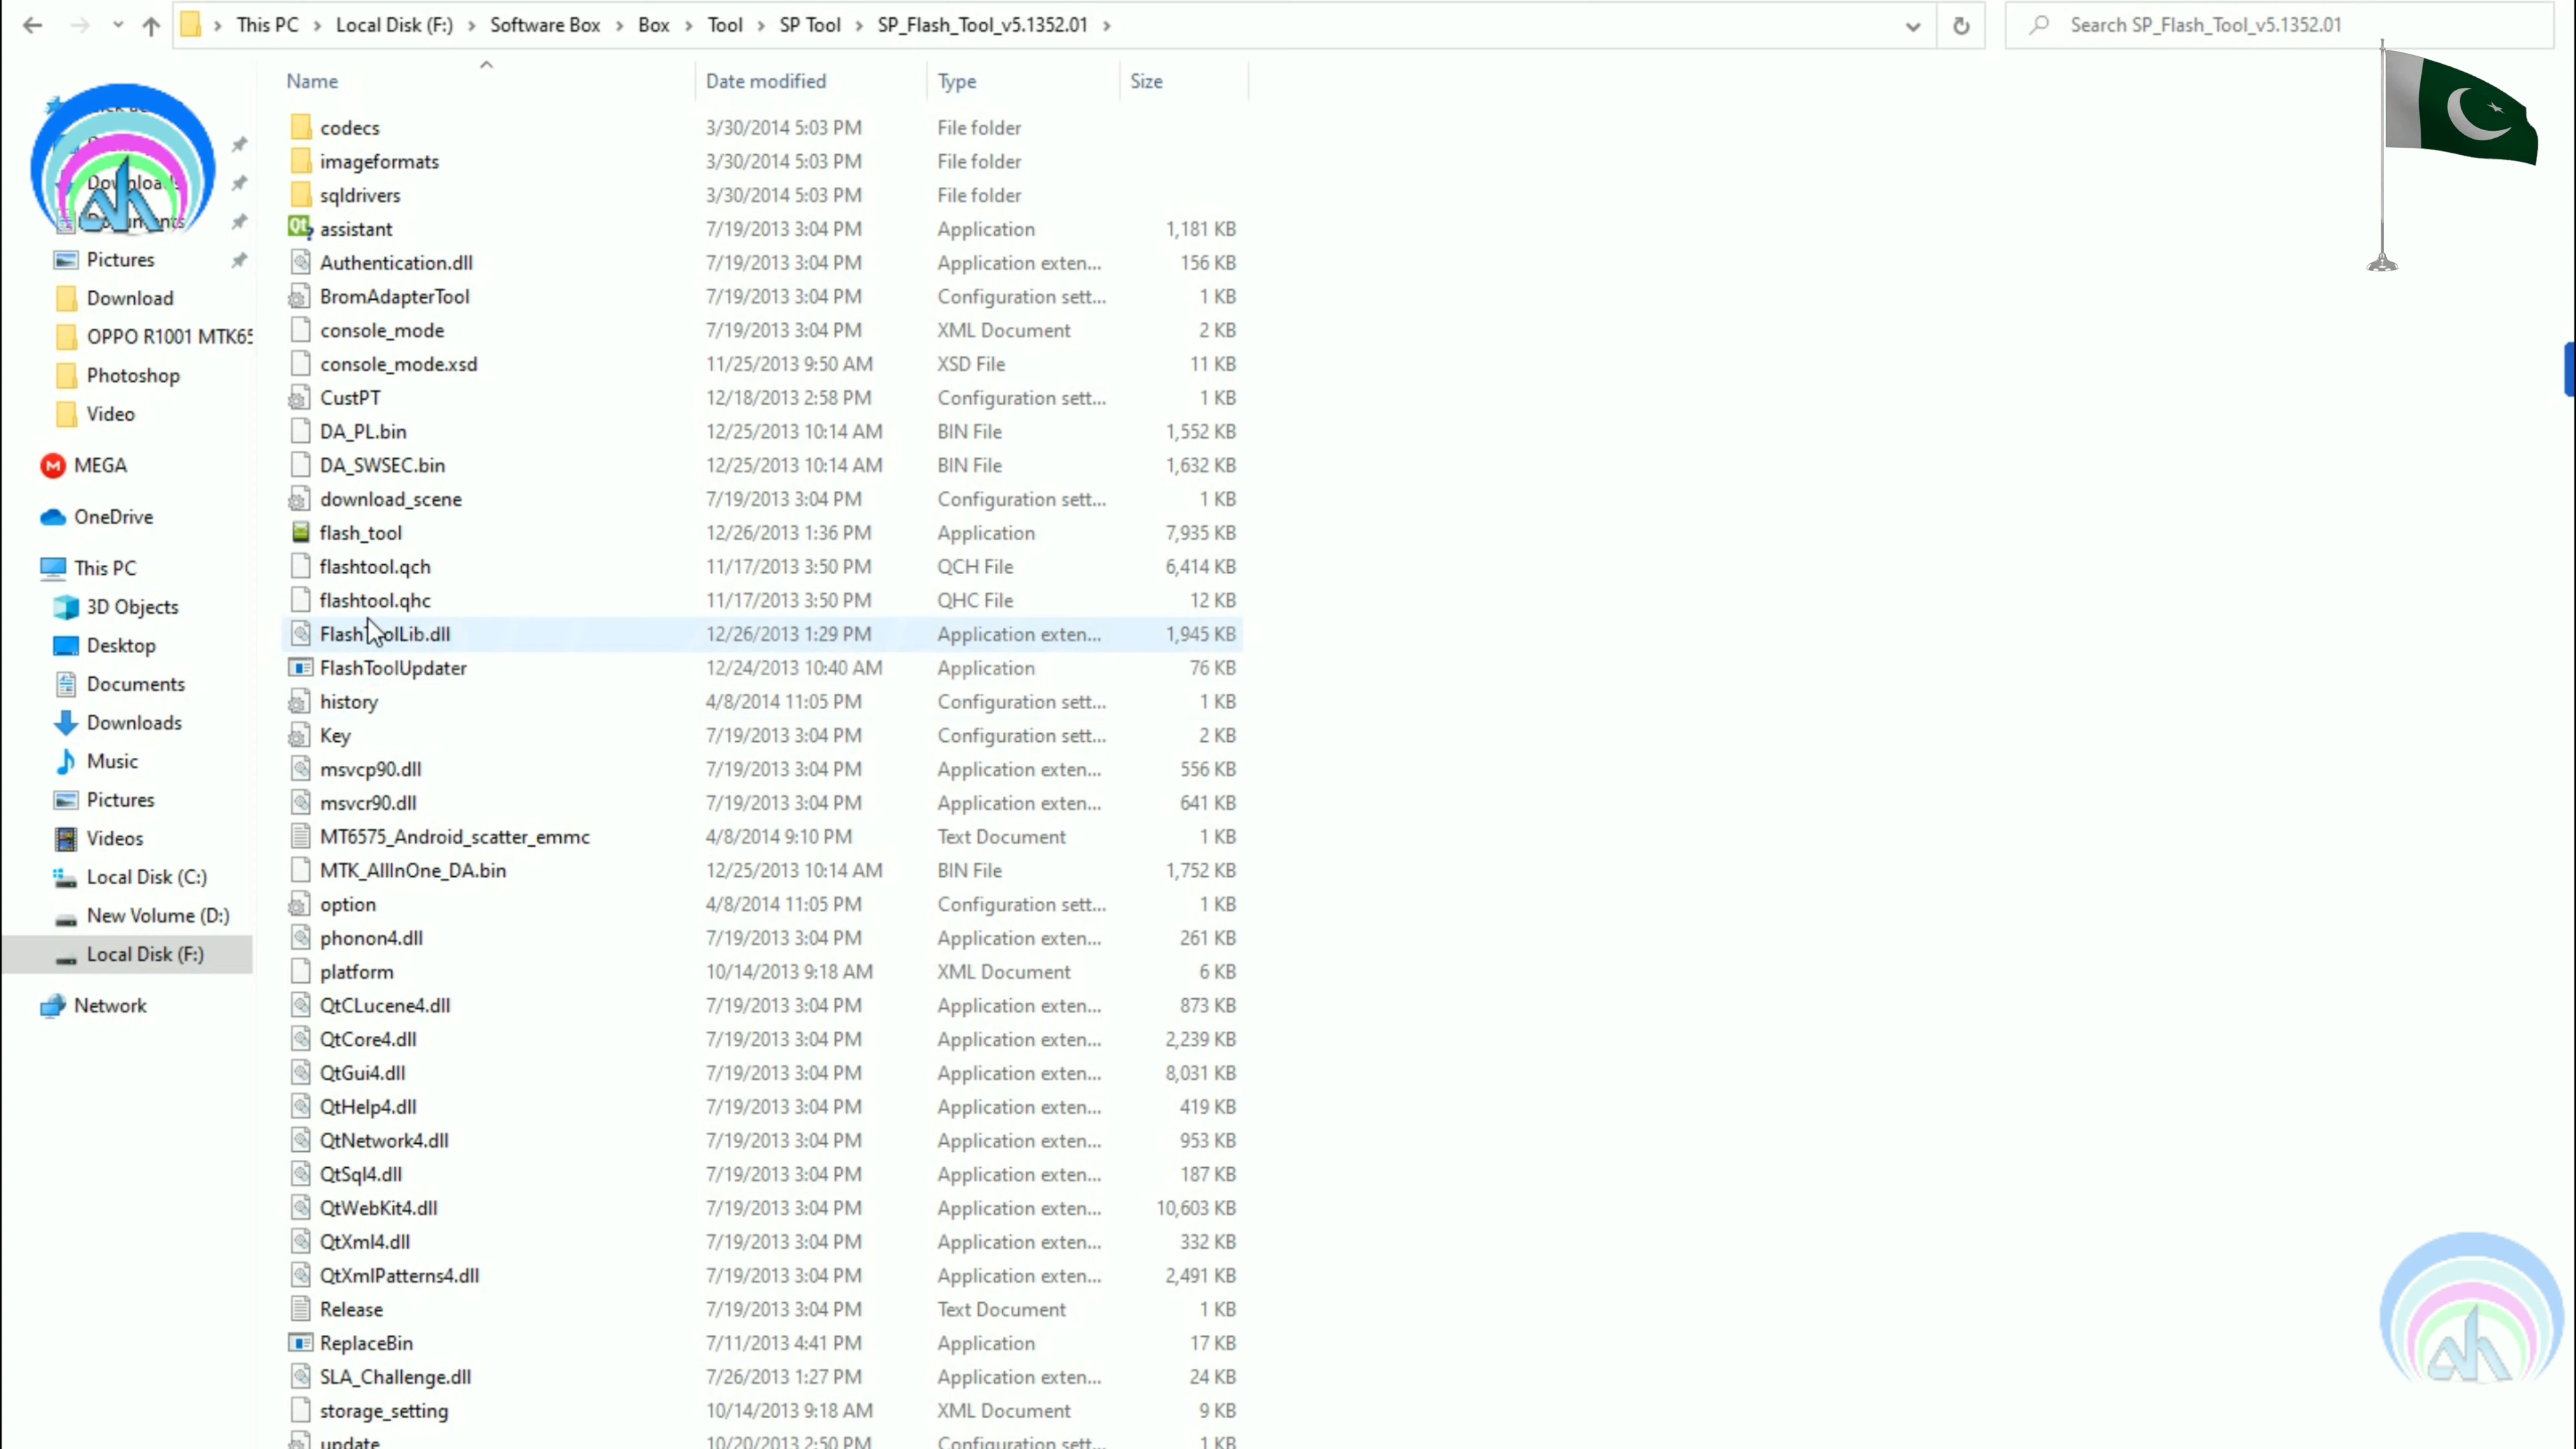 This PC > Local Disk (F:) > Software Box > Box > Tool > SP Tool > SP_Flash_Tool_v5.1352.01 >
Search SP_Flash_Tool_v5.1352.01
Name Date modified Type Size
Downloads
Documents
Pictures
Download
OPPO R1001 MTK65
Photoshop
Video
MEGA
OneDrive
This PC
3D Objects
Desktop
Documents
Downloads
Music
Pictures
Videos
Local Disk (C:)
New Volume (D:)
Local Disk (F:)
Network
codecs 3/30/2014 5:03 PM File folder
imageformats 3/30/2014 5:03 PM File folder
sqldrivers 3/30/2014 5:03 PM File folder
assistant 7/19/2013 3:04 PM Application 1,181 KB
Authentication.dll 7/19/2013 3:04 PM Application exten... 156 KB
BromAdapterTool 7/19/2013 3:04 PM Configuration sett... 1 KB
console_mode 7/19/2013 3:04 PM XML Document 2 KB
console_mode.xsd 11/25/2013 9:50 AM XSD File 11 KB
CustPT 12/18/2013 2:58 PM Configuration sett... 1 KB
DA_PL.bin 12/25/2013 10:14 AM BIN File 1,552 KB
DA_SWSEC.bin 12/25/2013 10:14 AM BIN File 1,632 KB
download_scene 7/19/2013 3:04 PM Configuration sett... 1 KB
flash_tool 12/26/2013 1:36 PM Application 7,935 KB
flashtool.qch 11/17/2013 3:50 PM QCH File 6,414 KB
flashtool.qhc 11/17/2013 3:50 PM QHC File 12 KB
FlashToolLib.dll 12/26/2013 1:29 PM Application exten... 1,945 KB
FlashToolUpdater 12/24/2013 10:40 AM Application 76 KB
history 4/8/2014 11:05 PM Configuration sett... 1 KB
Key 7/19/2013 3:04 PM Configuration sett... 2 KB
msvcp90.dll 7/19/2013 3:04 PM Application exten... 556 KB
msvcr90.dll 7/19/2013 3:04 PM Application exten... 641 KB
MT6575_Android_scatter_emmc 4/8/2014 9:10 PM Text Document 1 KB
MTK_AllInOne_DA.bin 12/25/2013 10:14 AM BIN File 1,752 KB
option 4/8/2014 11:05 PM Configuration sett... 1 KB
phonon4.dll 7/19/2013 3:04 PM Application exten... 261 KB
platform 10/14/2013 9:18 AM XML Document 6 KB
QtCLucene4.dll 7/19/2013 3:04 PM Application exten... 873 KB
QtCore4.dll 7/19/2013 3:04 PM Application exten... 2,239 KB
QtGui4.dll 7/19/2013 3:04 PM Application exten... 8,031 KB
QtHelp4.dll 7/19/2013 3:04 PM Application exten... 419 KB
QtNetwork4.dll 7/19/2013 3:04 PM Application exten... 953 KB
QtSql4.dll 7/19/2013 3:04 PM Application exten... 187 KB
QtWebKit4.dll 7/19/2013 3:04 PM Application exten... 10,603 KB
QtXml4.dll 7/19/2013 3:04 PM Application exten... 332 KB
QtXmlPatterns4.dll 7/19/2013 3:04 PM Application exten... 2,491 KB
Release 7/19/2013 3:04 PM Text Document 1 KB
ReplaceBin 7/11/2013 4:41 PM Application 17 KB
SLA_Challenge.dll 7/26/2013 1:27 PM Application exten... 24 KB
storage_setting 10/14/2013 9:18 AM XML Document 9 KB
update 10/20/2013 2:50 PM Configuration sett... 1 KB